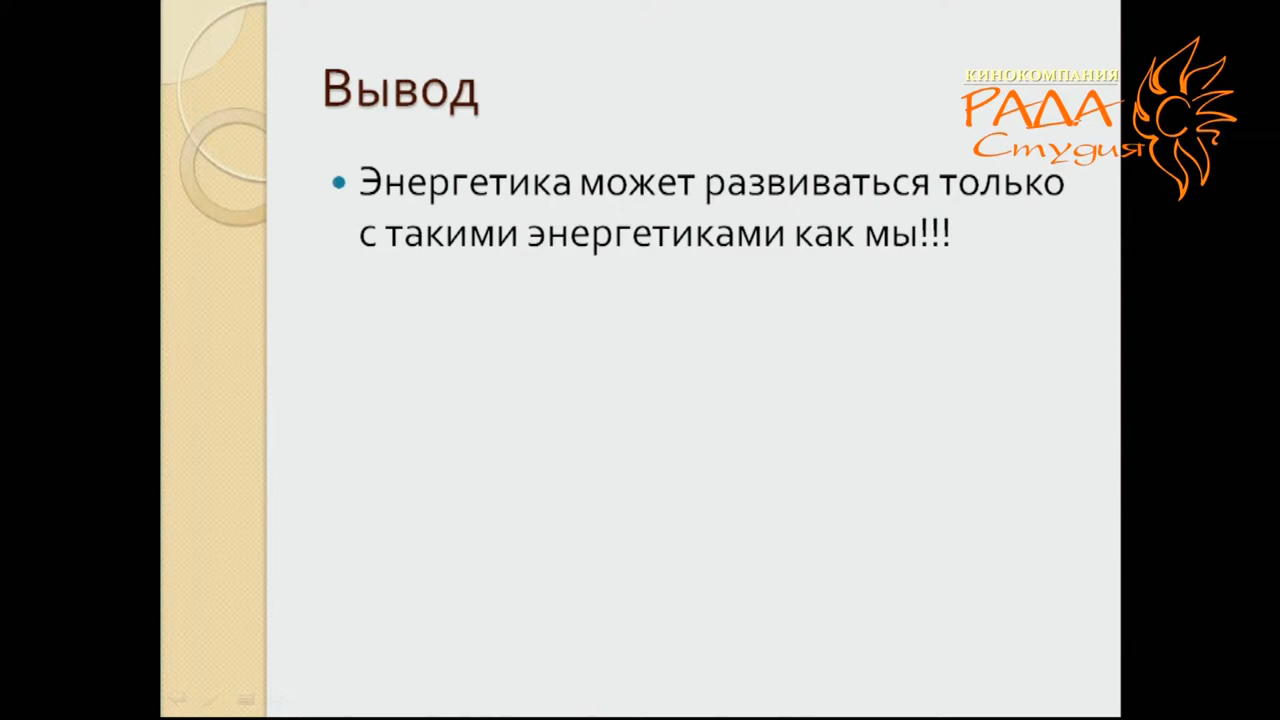 Вывод
КИНОКОМПАНИЯ
РАДА
Студия
• Энергетика может развиваться только
с такими энергетиками как мы!!!